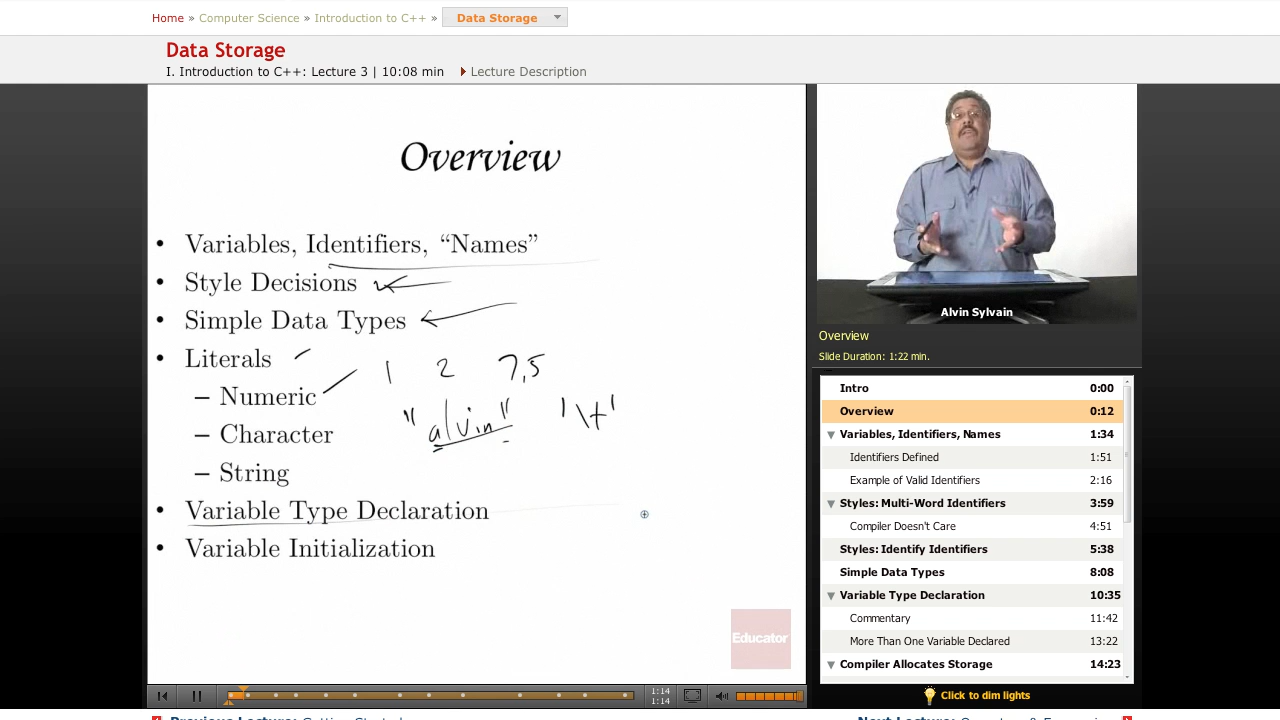 Home » Computer Science » Introduction to C++ » Data Storage
Data Storage
I. Introduction to C++: Lecture 3 | 10:08 min Lecture Description
Overview
• Variables, Identifiers, “Names”
• Style Decisions
• Simple Data Types
• Literals
– Numeric
1 2 7,5
– Character
"alvin" '\t'
– String
• Variable Type Declaration
• Variable Initialization
Educator
Alvin Sylvain
Overview
Slide Duration: 1:22 min.
Intro 0:00
Overview 0:12
Variables, Identifiers, Names 1:34
Identifiers Defined 1:51
Example of Valid Identifiers 2:16
Styles: Multi-Word Identifiers 3:59
Compiler Doesn't Care 4:51
Styles: Identify Identifiers 5:38
Simple Data Types 8:08
Variable Type Declaration 10:35
Commentary 11:42
More Than One Variable Declared 13:22
Compiler Allocates Storage 14:23
1:14
1:14
Click to dim lights